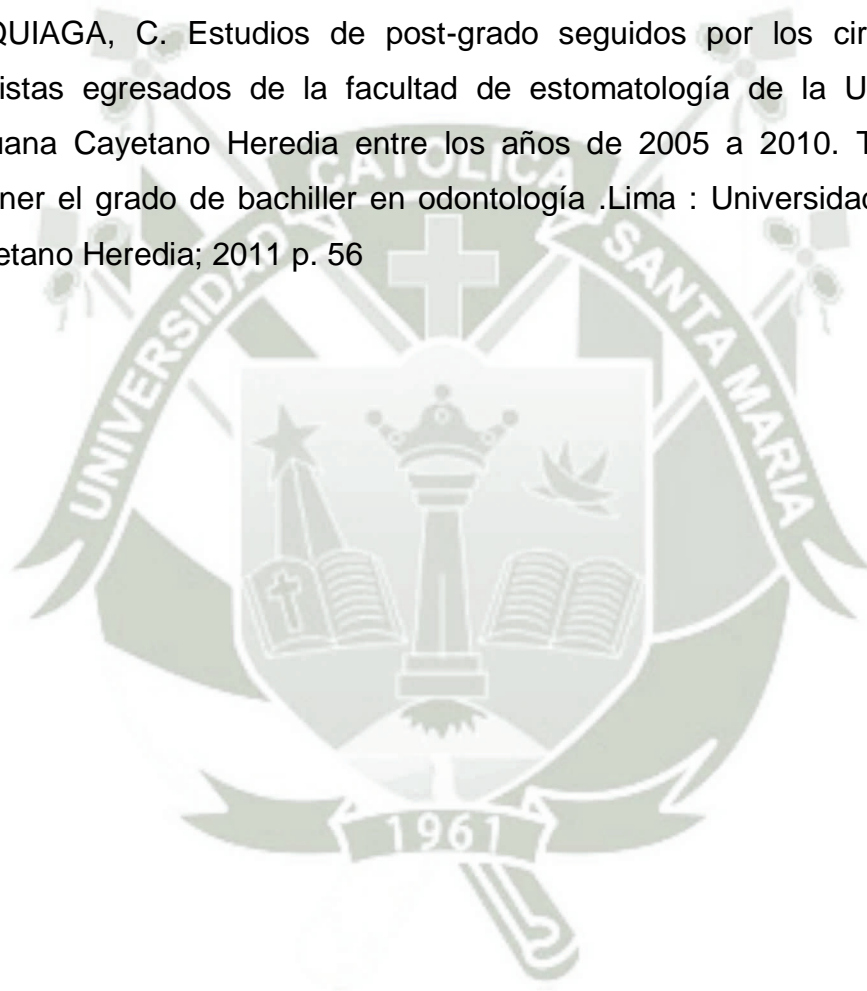 QUIAGA, C. Estudios de post-grado seguidos por los cir
istas egresados de la facultad de estomatología de la U
uana Cayetano Heredia entre los años de 2005 a 2010. T
ner el grado de bachiller en odontología .Lima : Universidad
etano Heredia; 2011 p. 56
UNIVERSIDAD CATOLICA SANTA MARIA
1961